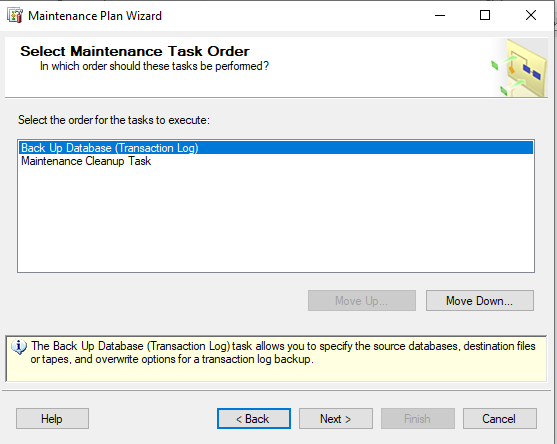 Maintenance Plan Wizard
Select Maintenance Task Order
In which order should these tasks be performed?
Select the order for the tasks to execute:
Back Up Database (Transaction Log)
Maintenance Cleanup Task
Move Up...
Move Down...
The Back Up Database (Transaction Log) task allows you to specify the source databases, destination files
or tapes, and overwrite options for a transaction log backup.
Help
< Back
Next >
Finish
Cancel